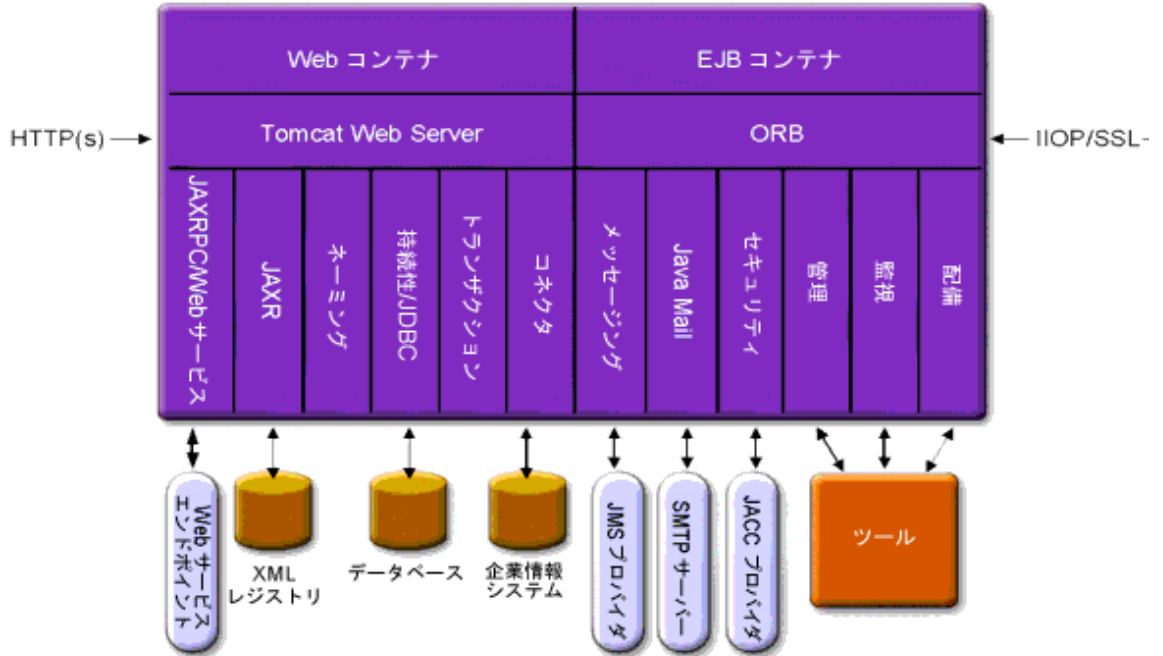 Web コンテナ
EJB コンテナ
HTTP(s)
Tomcat Web Server
ORB
IIOP/SSL
JAXRPC/Webサービス
JAXR
ネーミング
持続性/JDBC
トランザクション
コネクタ
メッセージング
Java Mail
セキュリティ
管理
監視
配備
Web サービス
エンドポイント
XML
レジストリ
データベース
企業情報
システム
JMS プロバイダ
SMTP サーバー
JACC プロバイダ
ツール